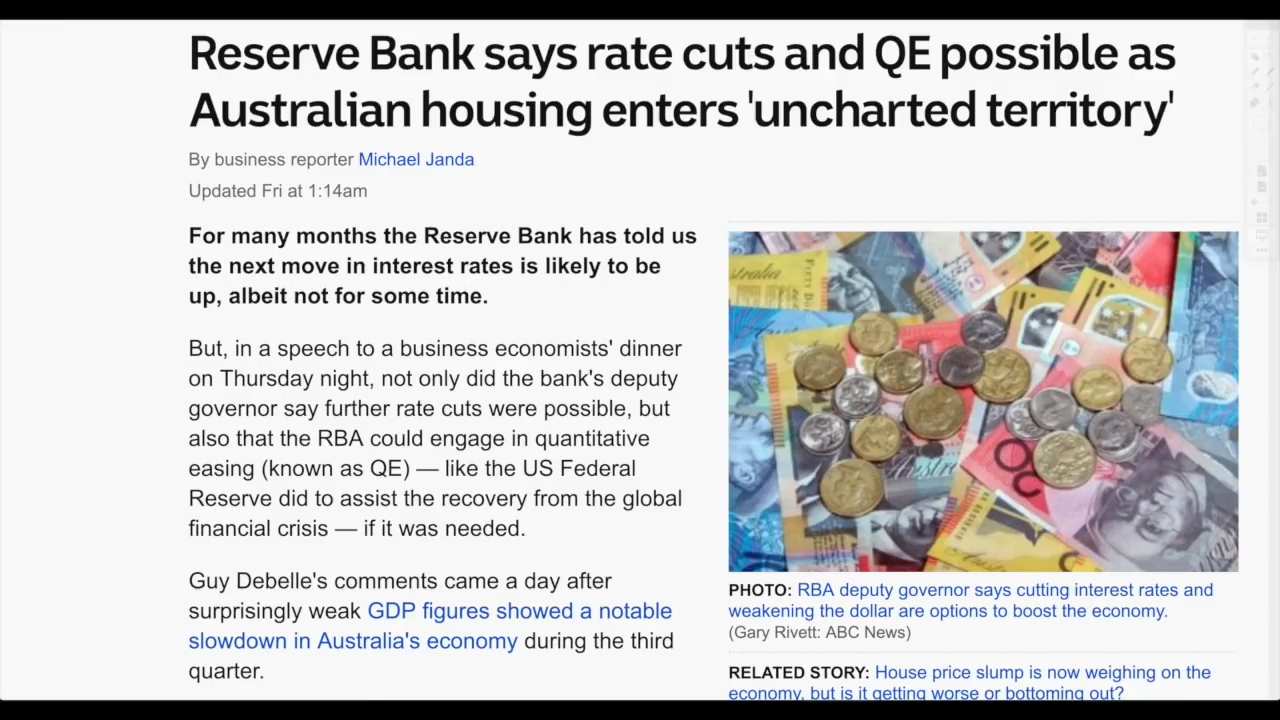 Reserve Bank says rate cuts and QE possible as
Australian housing enters 'uncharted territory'
By business reporter Michael Janda
Updated Fri at 1:14am
For many months the Reserve Bank has told us
the next move in interest rates is likely to be
up, albeit not for some time.
But, in a speech to a business economists' dinner
on Thursday night, not only did the bank's deputy
governor say further rate cuts were possible, but
also that the RBA could engage in quantitative
easing (known as QE) — like the US Federal
Reserve did to assist the recovery from the global
financial crisis — if it was needed.
Guy Debelle's comments came a day after
surprisingly weak GDP figures showed a notable
slowdown in Australia's economy during the third
quarter.
PHOTO: RBA deputy governor says cutting interest rates and
weakening the dollar are options to boost the economy.
(Gary Rivett: ABC News)
RELATED STORY: House price slump is now weighing on the
economy, but is it getting worse or bottoming out?